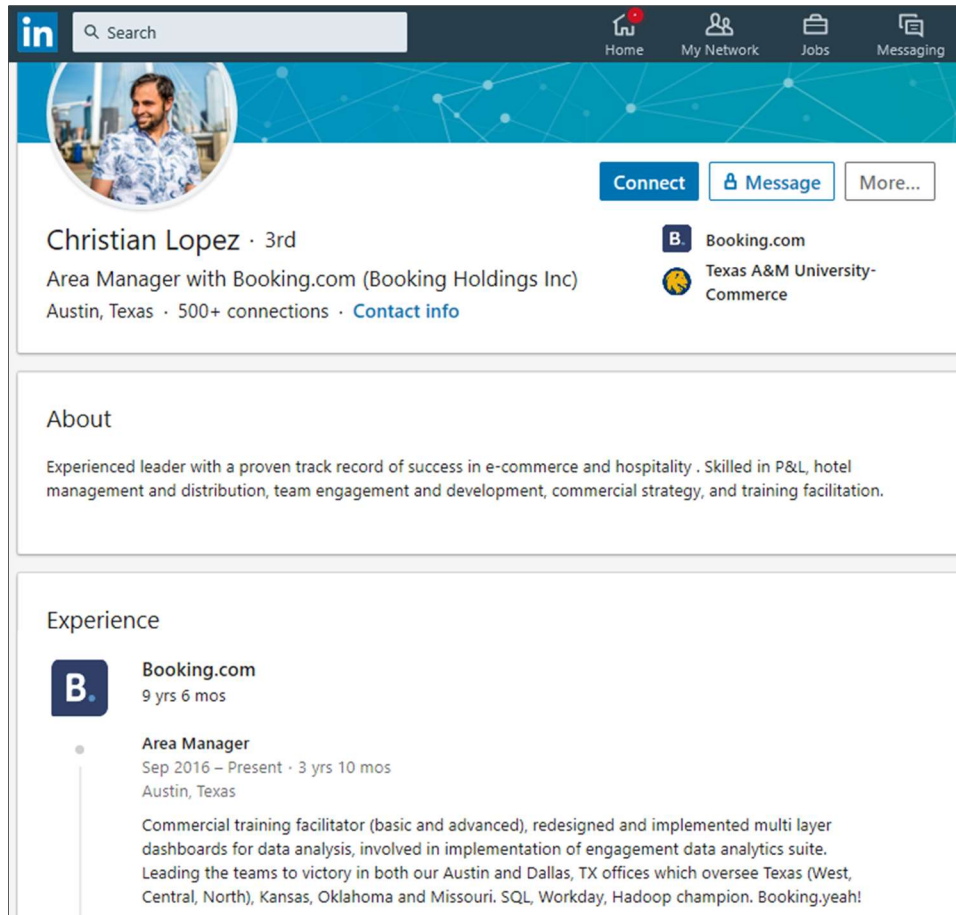 in
Search
Home
My Network
Jobs
Messaging
Connect
Message
More...
Christian Lopez · 3rd
Area Manager with Booking.com (Booking Holdings Inc)
Austin, Texas · 500+ connections · Contact info
B. Booking.com
Texas A&M University-
Commerce
About
Experienced leader with a proven track record of success in e-commerce and hospitality . Skilled in P&L, hotel
management and distribution, team engagement and development, commercial strategy, and training facilitation.
Experience
B.
Booking.com
9 yrs 6 mos
Area Manager
Sep 2016 – Present · 3 yrs 10 mos
Austin, Texas
Commercial training facilitator (basic and advanced), redesigned and implemented multi layer
dashboards for data analysis, involved in implementation of engagement data analytics suite.
Leading the teams to victory in both our Austin and Dallas, TX offices which oversee Texas (West,
Central, North), Kansas, Oklahoma and Missouri. SQL, Workday, Hadoop champion. Booking.yeah!